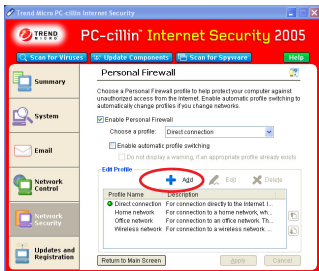 Trend Micro PC-cillin Internet Security
TREND MICRO
PC-cillin Internet Security 2005
Scan for Viruses
Update Components
Scan for Spyware
Help
Summary
System
Email
Network Control
Network Security
Updates and Registration
Personal Firewall
Choose a Personal Firewall profile to help protect your computer against
unauthorized access from the Internet. Enable automatic profile switching to
automatically change profiles if you change networks.
Enable Personal Firewall
Choose a profile: Direct connection
Enable automatic profile switching
Do not display a warning, if an appropriate profile already exists
Edit Profile
Add Edit Delete
Profile Name Description
Direct connection For connection directly to the Internet. I...
Home network For connection to a home network, wh...
Office network For connection to an office network. Th...
Wireless network For connection to a wireless network. ...
Return to Main Screen
Apply
Cancel